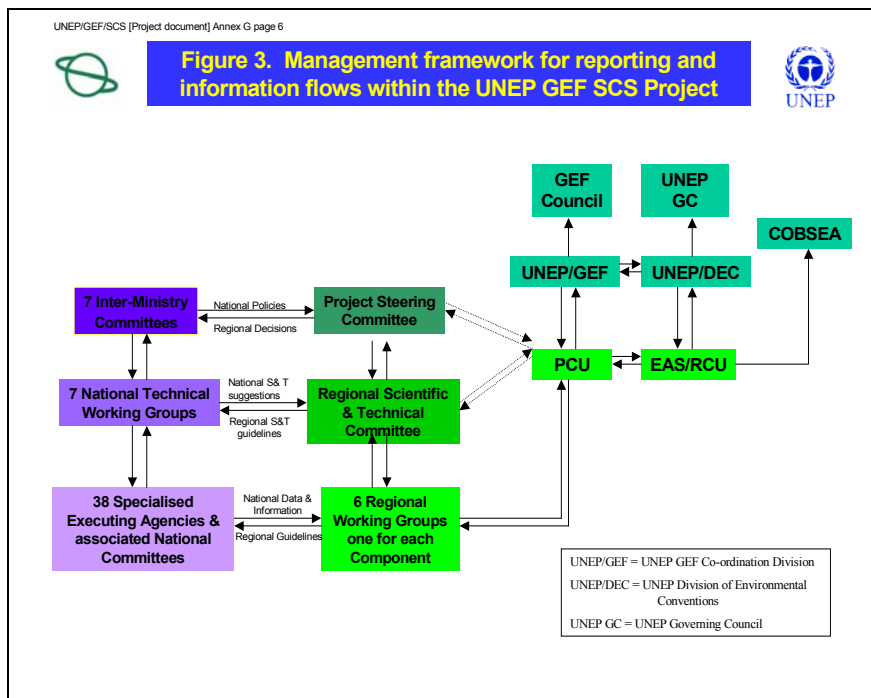 UNEP/GEF/SCS [Project document] Annex G page 6
Figure 3. Management framework for reporting and
information flows within the UNEP GEF SCS Project
UNEP
GEF
Council
UNEP
GC
COBSEA
UNEP/GEF
UNEP/DEC
7 Inter-Ministry
Committees
National Policies
Regional Decisions
Project Steering
Committee
PCU
EAS/RCU
7 National Technical
Working Groups
National S& T
suggestions
Regional S&T
guidelines
Regional Scientific
& Technical
Committee
38 Specialised
Executing Agencies &
associated National
Committees
National Data &
Information
Regional Guidelines
6 Regional
Working Groups
one for each
Component
UNEP/GEF = UNEP GEF Co-ordination Division
UNEP/DEC = UNEP Division of Environmental
Conventions
UNEP GC = UNEP Governing Council